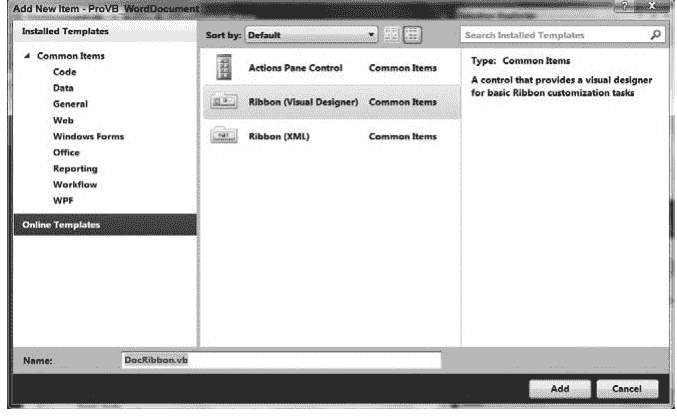 Add New Item - ProVB_WordDocument
Installed Templates
Common Items
Code
Data
General
Web
Windows Forms
Office
Reporting
Workflow
WPF
Online Templates
Sort by: Default
Search Installed Templates
Actions Pane Control Common Items
Ribbon (Visual Designer) Common Items
Ribbon (XML) Common Items
Type: Common Items
A control that provides a visual designer
for basic Ribbon customization tasks
Name: DocRibbon.vb
Add Cancel